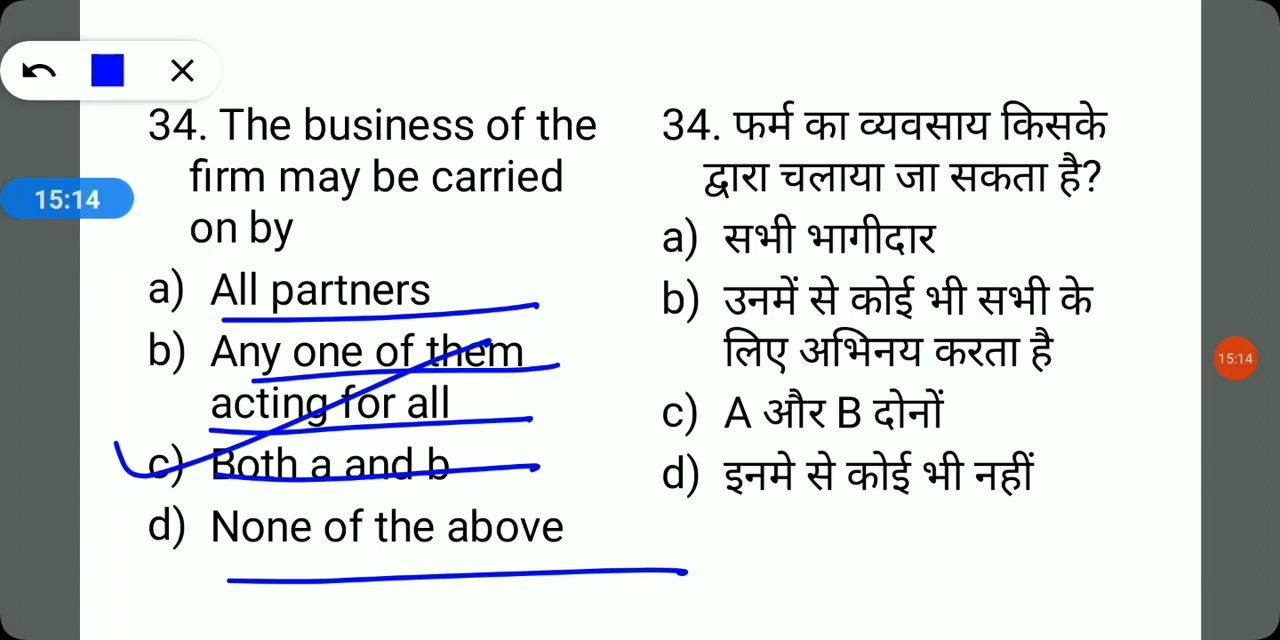 15:14
34. The business of the
firm may be carried
on by
a) All partners
b) Any one of them
acting for all
c) Both a and b
d) None of the above
34. फर्म का व्यवसाय किसके
द्वारा चलाया जा सकता है?
a) सभी भागीदार
b) उनमें से कोई भी सभी के
लिए अभिनय करता है
c) A और B दोनों
d) इनमे से कोई भी नहीं
15:14